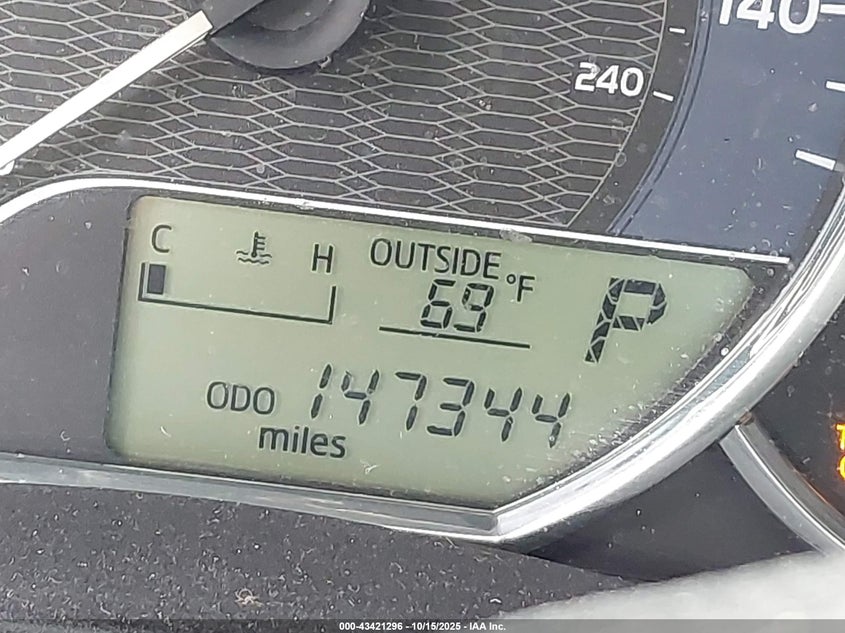 140
240
C H OUTSIDE
69 °F
P
ODO 147344
miles
000-43421296 - 10/15/2025 - IAA Inc.